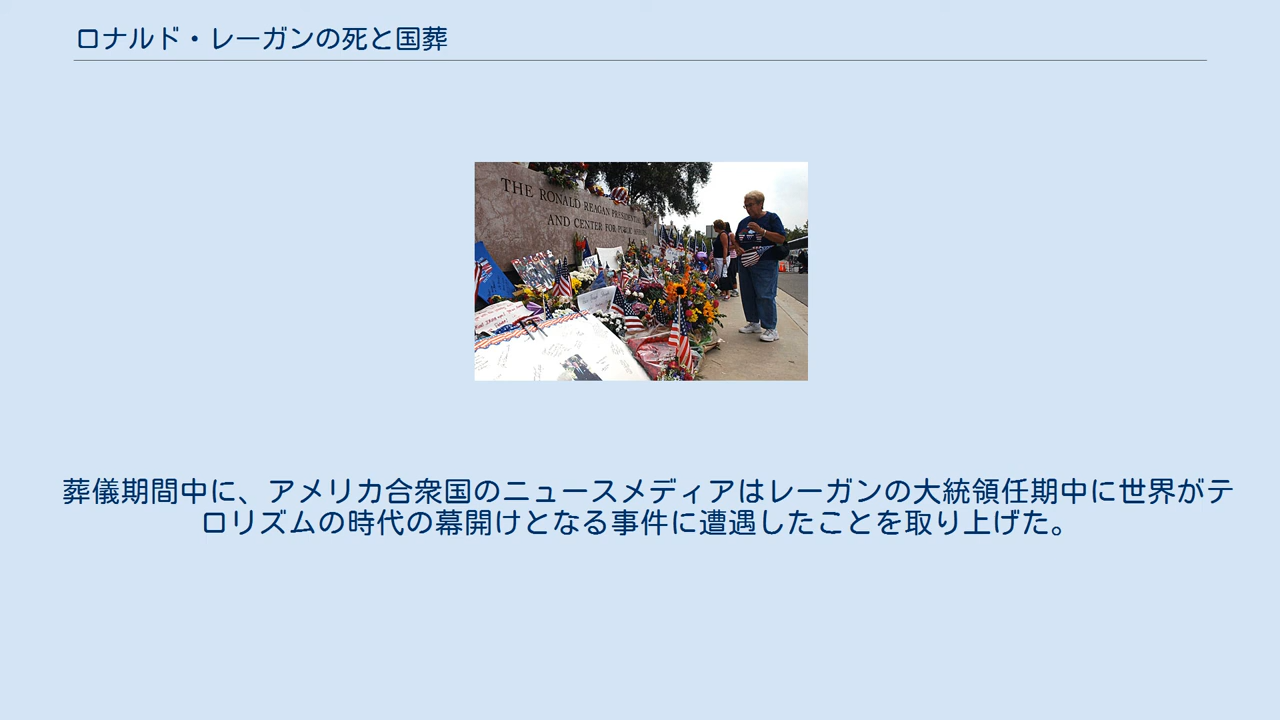 ロナルド・レーガンの死と国葬
THE RONALD REAGAN
AND CENTER FOR
葬儀期間中に、アメリカ合衆国のニュースメディアはレーガンの大統領任期中に世界がテ
ロリズムの時代の幕開けとなる事件に遭遇したことを取り上げた。